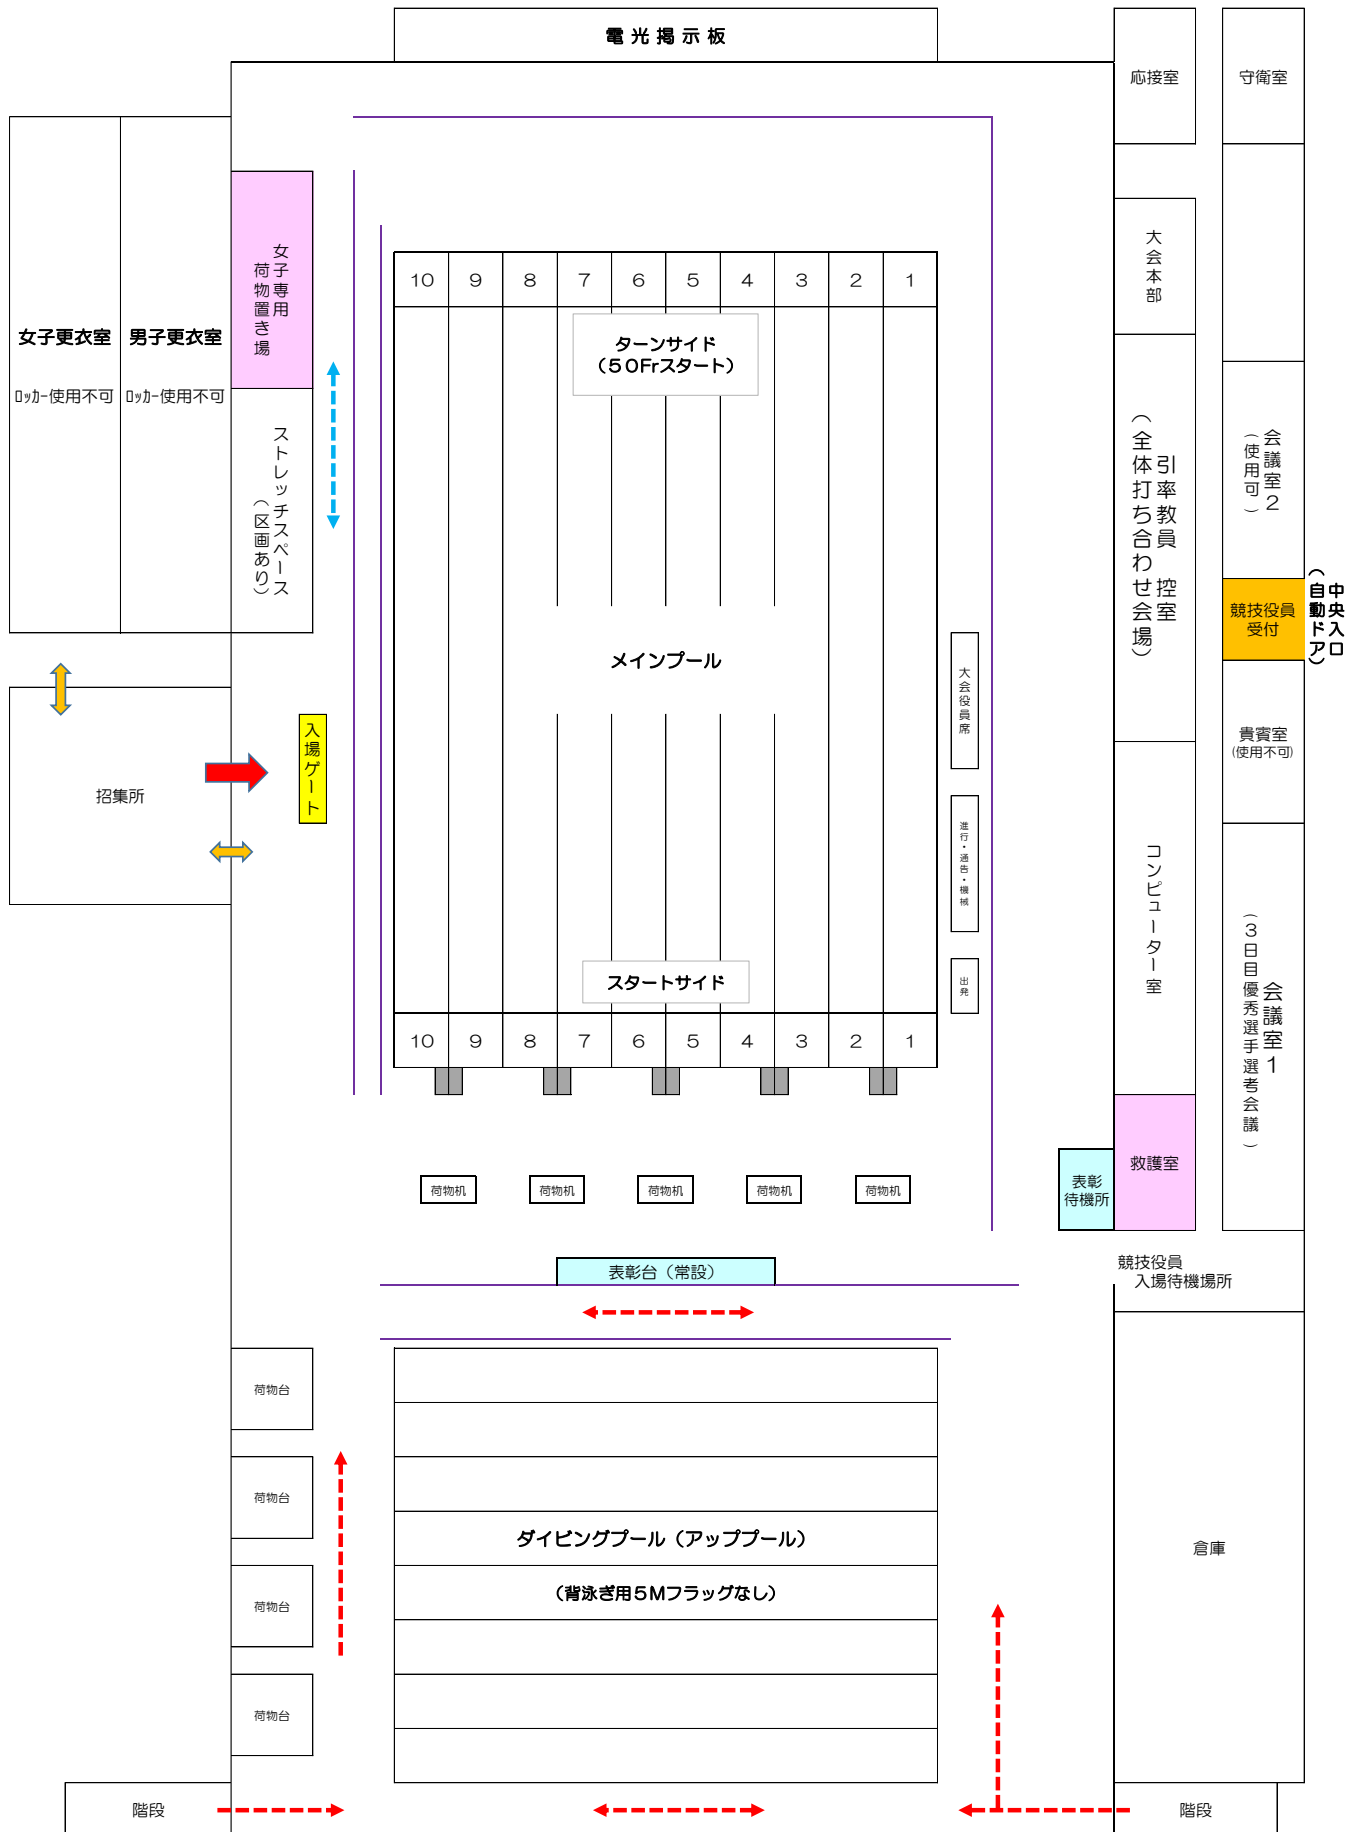 電光掲示板
応接室
守衛室
女子更衣室
ﾛｯｶｰ使用不可
男子更衣室
ﾛｯｶｰ使用不可
女子専用
荷物置き場
ストレッチスペース
（区画あり）
10 9 8 7 6 5 4 3 2 1
ターンサイド
（５０Frスタート）
メインプール
スタートサイド
10 9 8 7 6 5 4 3 2 1
大会本部
引率教員　控室
（全体打ち合わせ会場）
会議室２
（使用可）
競技役員
受付
中央入口
（自動ドア）
貴賓室
(使用不可)
大会役員席
進行・通告・機械
出発
入場ゲート
招集所
コンピューター室
会議室１
（３日目優秀選手選考会議）
救護室
表彰
待機所
荷物机
荷物机
荷物机
荷物机
荷物机
表彰台（常設）
競技役員
入場待機場所
荷物台
荷物台
荷物台
荷物台
ダイビングプール（アッププール）
（背泳ぎ用５Mフラッグなし）
倉庫
階段
階段